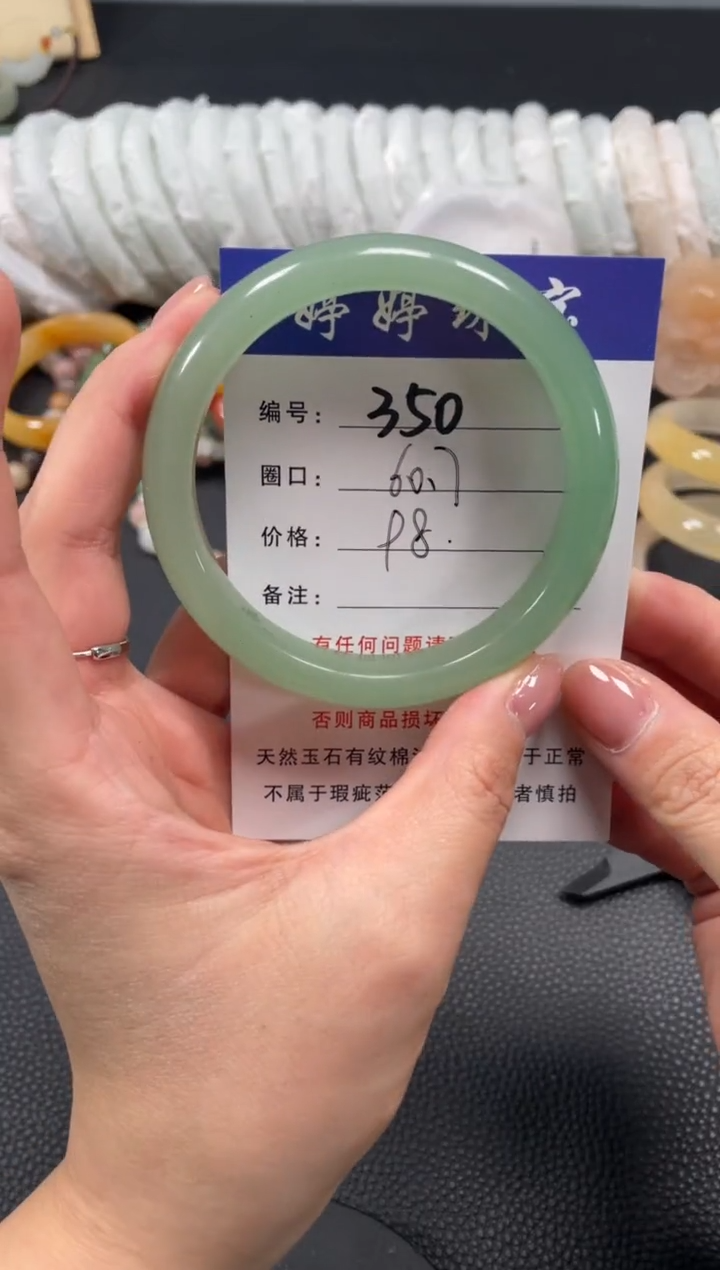 婷婷
编号：350
圈口：60.7
价格：98.
备注：
有任何问题请
否则商品损坏
天然玉石有纹棉 于正常
不属于瑕疵 者慎拍